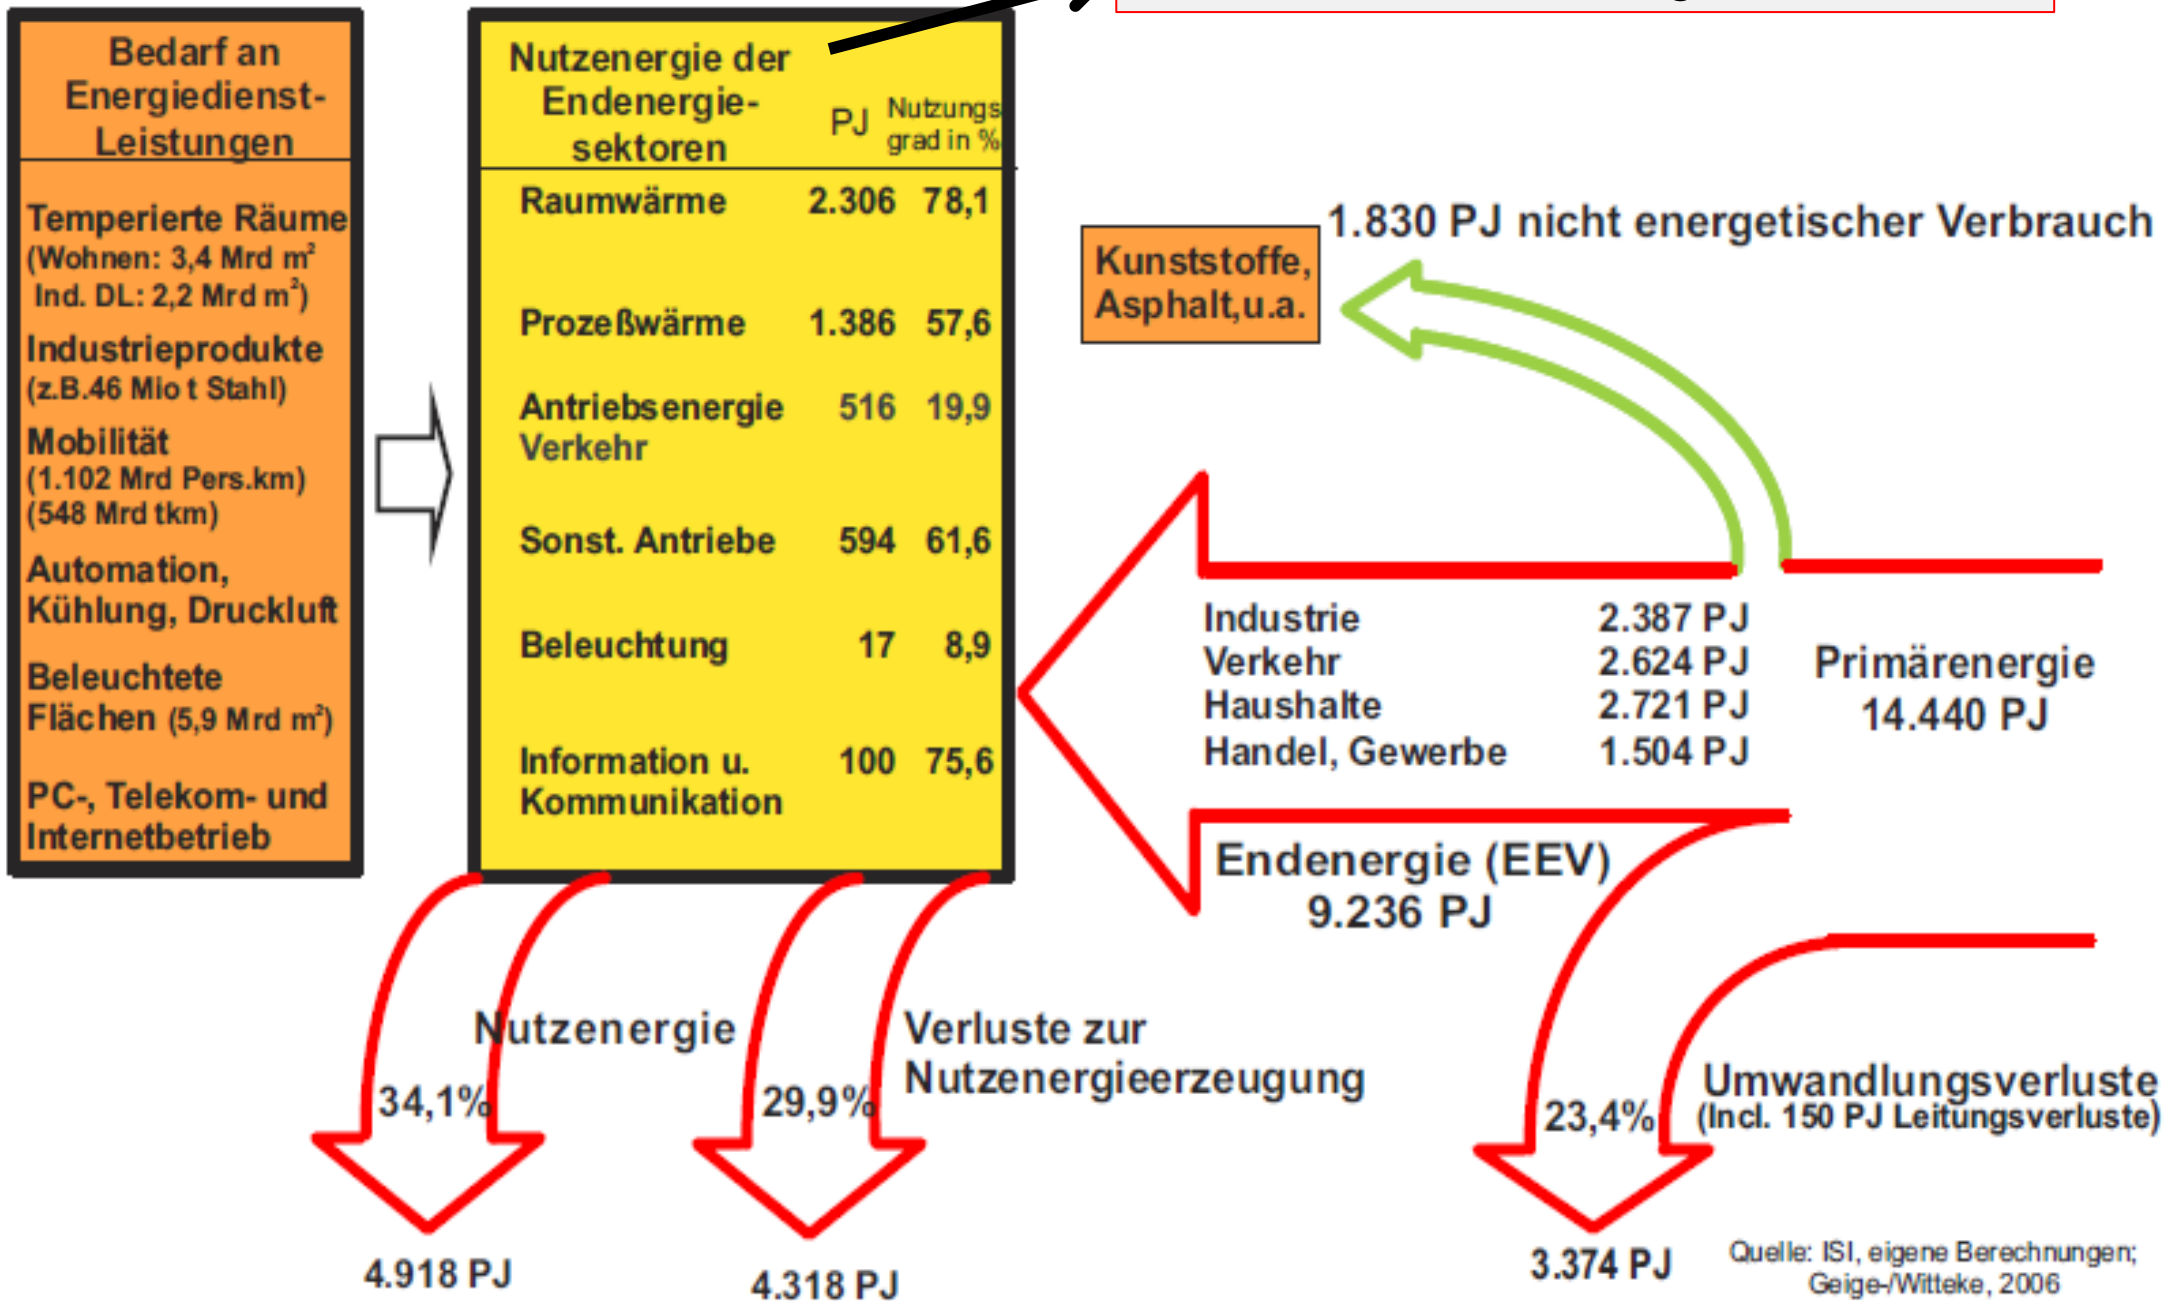 Bedarf an
Energiedienst-
Leistungen
Temperierte Räume
(Wohnen: 3,4 Mrd m²
Ind. DL: 2,2 Mrd m²)
Industrieprodukte
(z.B.46 Mio t Stahl)
Mobilität
(1.102 Mrd Pers.km)
(548 Mrd tkm)
Automation,
Kühlung, Druckluft
Beleuchtete
Flächen (5,9 Mrd m²)
PC-, Telekom- und
Internetbetrieb
Nutzenergie der
Endenergie-
sektoren
PJ
Nutzungs
grad in %
Raumwärme 2.306 78,1
Prozeßwärme 1.386 57,6
Antriebsenergie 516 19,9
Verkehr
Sonst. Antriebe 594 61,6
Beleuchtung 17 8,9
Information u. 100 75,6
Kommunikation
1.830 PJ nicht energetischer Verbrauch
Kunststoffe,
Asphalt,u.a.
Industrie 2.387 PJ
Verkehr 2.624 PJ
Haushalte 2.721 PJ
Handel, Gewerbe 1.504 PJ
Primärenergie
14.440 PJ
Endenergie (EEV)
9.236 PJ
Nutzenergie
34,1%
4.918 PJ
Verluste zur
Nutzenergieerzeugung
29,9%
4.318 PJ
Umwandlungsverluste
(Incl. 150 PJ Leitungsverluste)
23,4%
3.374 PJ
Quelle: ISI, eigene Berechnungen;
Geige-/Witteke, 2006